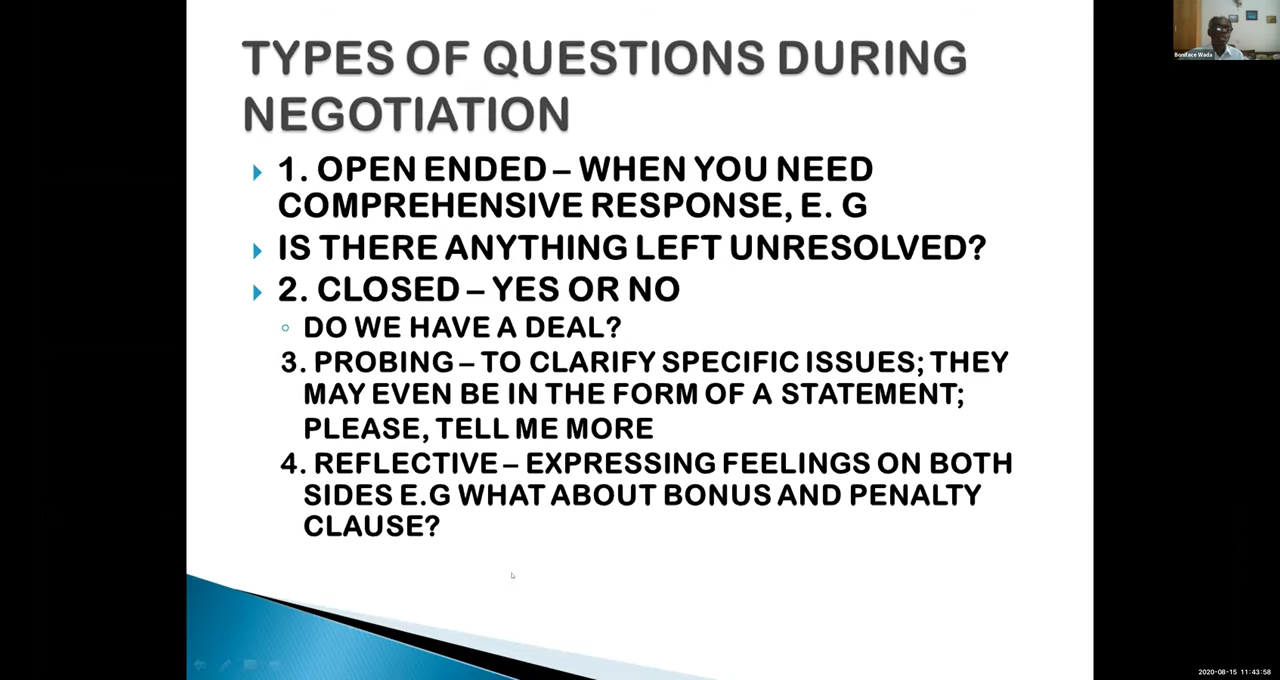 TYPES OF QUESTIONS DURING
NEGOTIATION
1. OPEN ENDED – WHEN YOU NEED
COMPREHENSIVE RESPONSE, E. G
IS THERE ANYTHING LEFT UNRESOLVED?
2. CLOSED – YES OR NO
DO WE HAVE A DEAL?
3. PROBING – TO CLARIFY SPECIFIC ISSUES; THEY
MAY EVEN BE IN THE FORM OF A STATEMENT;
PLEASE, TELL ME MORE
4. REFLECTIVE – EXPRESSING FEELINGS ON BOTH
SIDES E.G WHAT ABOUT BONUS AND PENALTY
CLAUSE?
Boniface Wada
2020-08-15 11:43:58